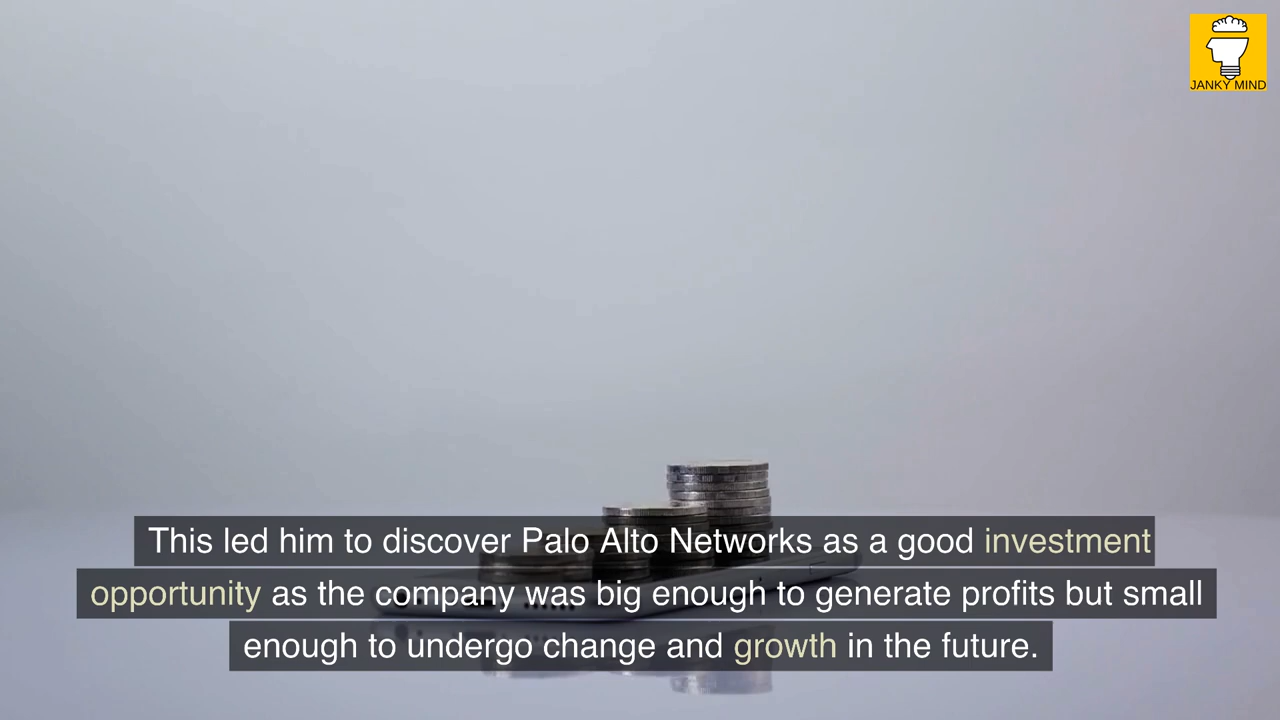 JANKY MIND
This led him to discover Palo Alto Networks as a good investment
opportunity as the company was big enough to generate profits but small
enough to undergo change and growth in the future.